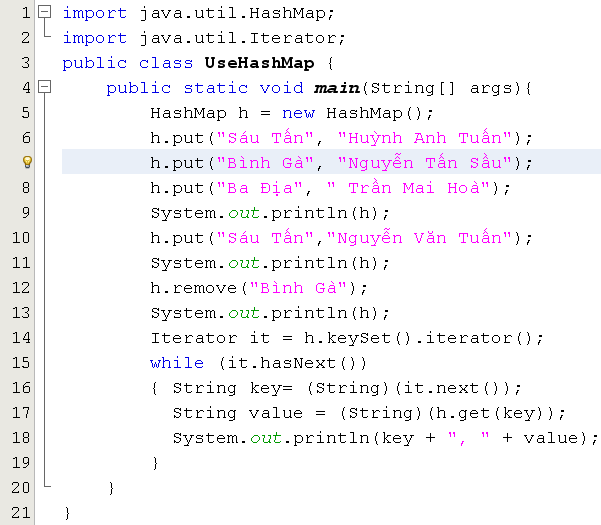 1 import java.util.HashMap;
2 import java.util.Iterator;
3 public class UseHashMap {
4 public static void main(String[] args){
5 HashMap h = new HashMap();
6 h.put("Sáu Tấn", "Huỳnh Anh Tuấn");
h.put("Bình Gà", "Nguyễn Tấn Sầu");
8 h.put("Ba Địa", " Trần Mai Hoà");
9 System.out.println(h);
10 h.put("Sáu Tấn","Nguyễn Văn Tuấn");
11 System.out.println(h);
12 h.remove("Bình Gà");
13 System.out.println(h);
14 Iterator it = h.keySet().iterator();
15 while (it.hasNext())
16 { String key= (String)(it.next());
17 String value = (String)(h.get(key));
18 System.out.println(key + ", " + value);
19 }
20 }
21 }